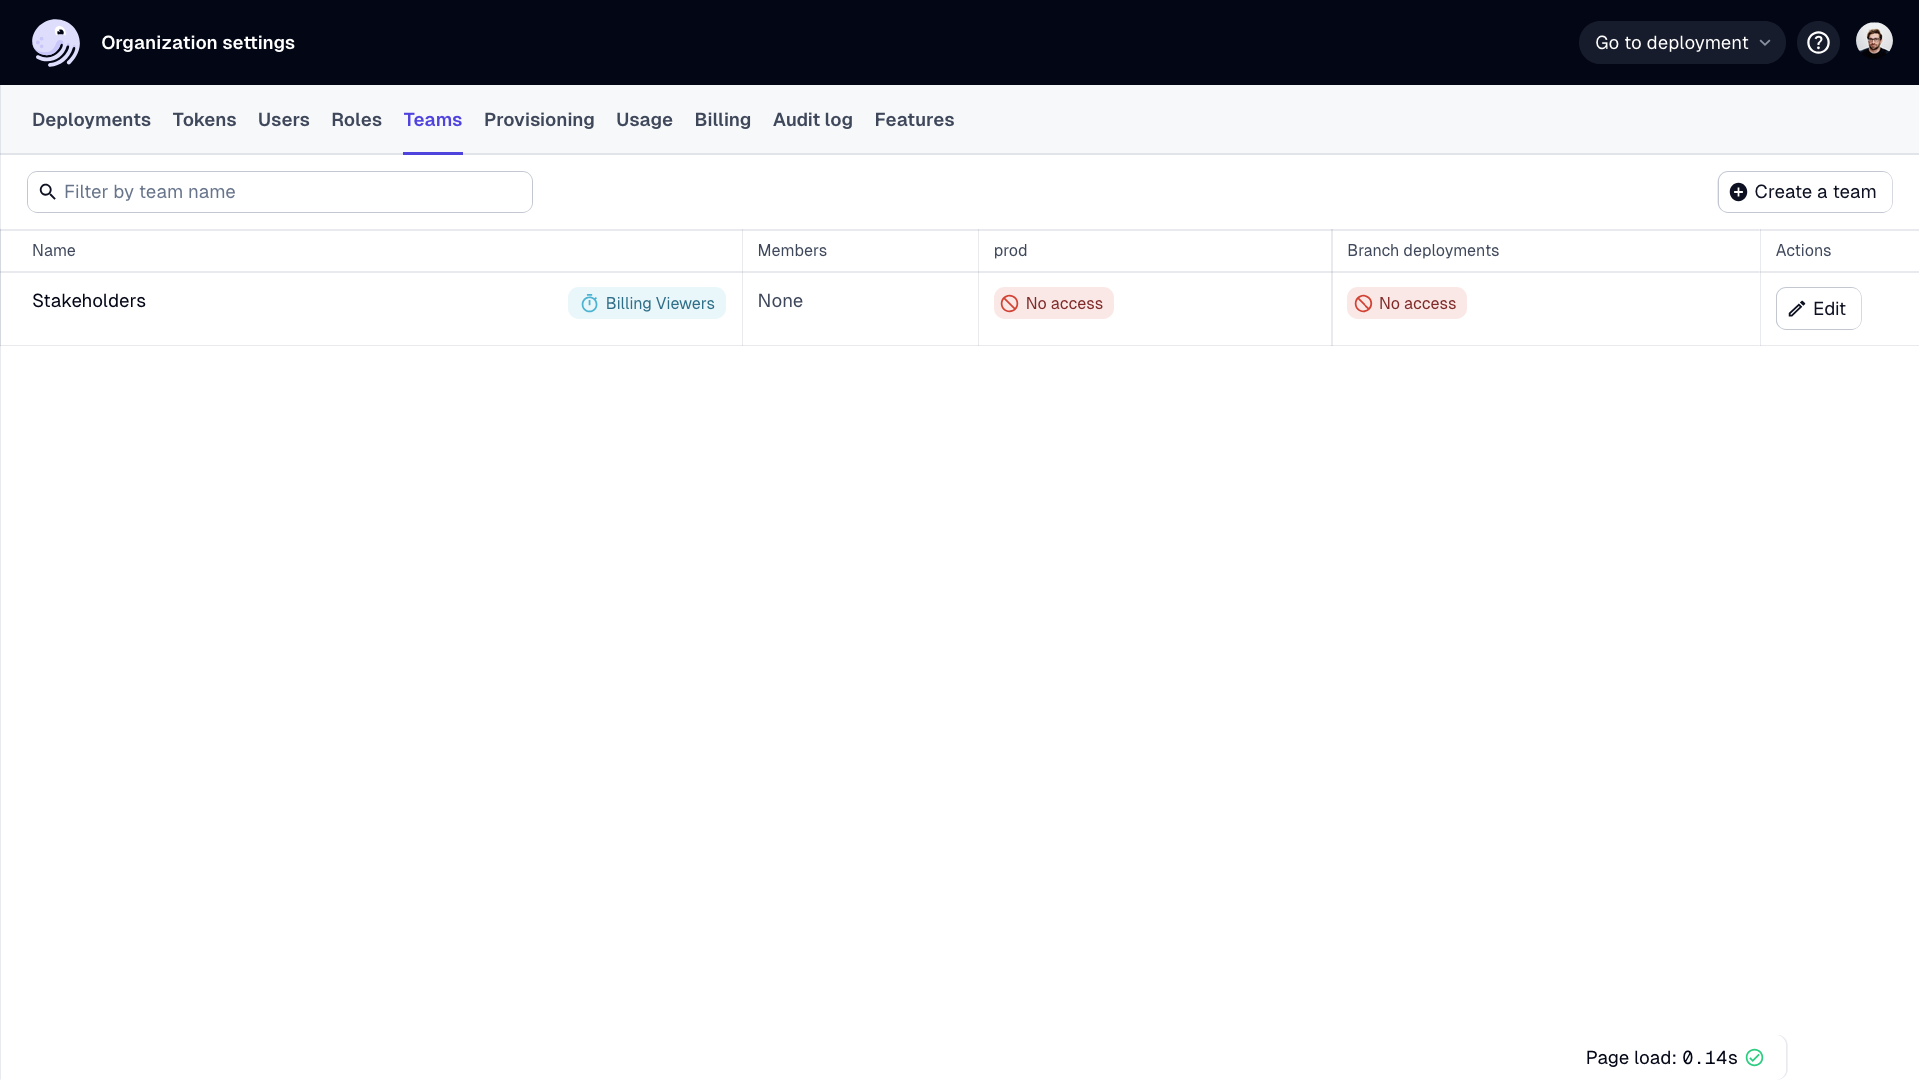 Organization settings
Go to deployment
Deployments Tokens Users Roles Teams Provisioning Usage Billing Audit log Features
Filter by team name
Create a team
Name Members prod Branch deployments Actions
Stakeholders Billing Viewers None No access No access Edit
Page load: 0.14s